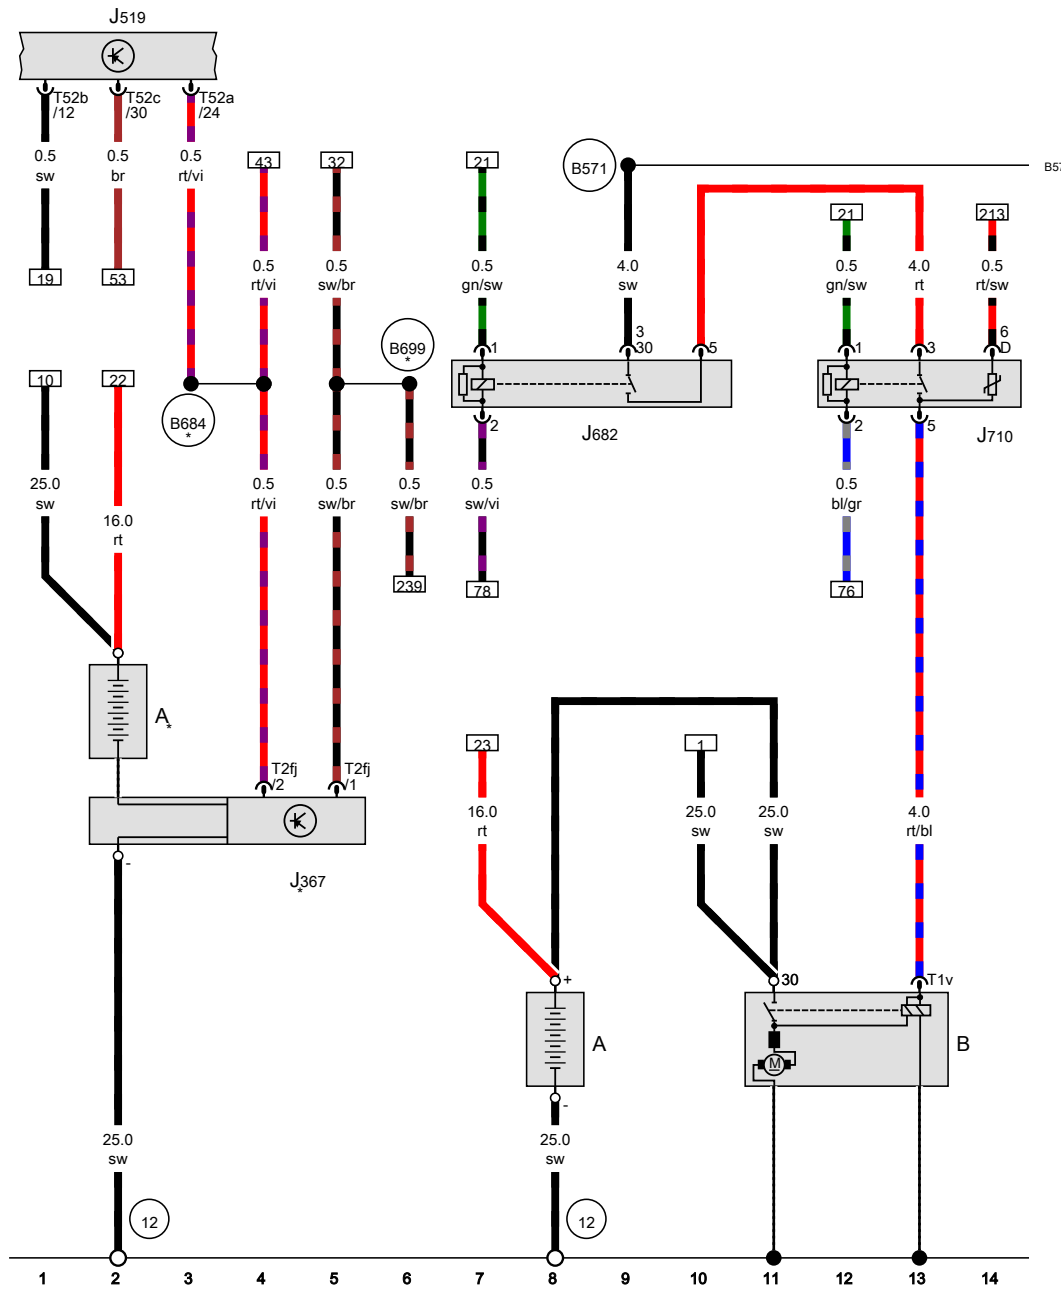 J519
T52b
/12
T52c
/30
T52a
/24
0.5
sw
0.5
br
0.5
rt/vi
43
32
21
B571
21
213
19
53
0.5
rt/vi
0.5
sw/br
0.5
gn/sw
4.0
sw
0.5
gn/sw
4.0
rt
0.5
rt/sw
B699
*
1
3
30
5
1
3
6
D
10
22
B684
*
2
J682
2
5
J710
25.0
sw
16.0
rt
0.5
rt/vi
0.5
sw/br
0.5
sw/br
0.5
sw/vi
0.5
bl/gr
239
78
76
A*
23
1
T2fj
/2
T2fj
/1
16.0
rt
25.0
sw
25.0
sw
4.0
rt/bl
-
J367
*
+
30
T1v
A
M
B
-
25.0
sw
25.0
sw
12
12
1 2 3 4 5 6 7 8 9 10 11 12 13 14